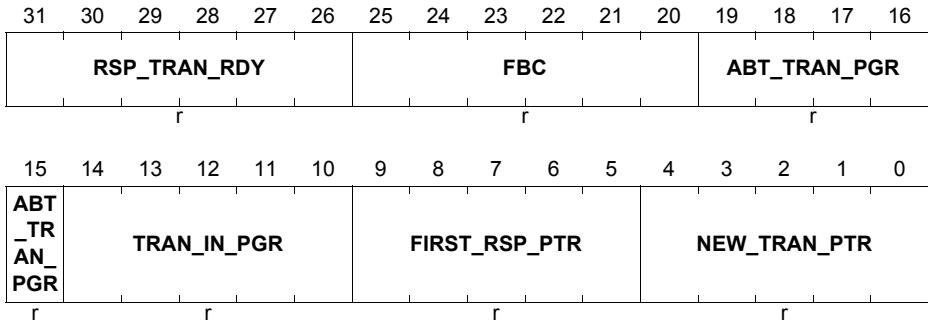 31 30 29 28 27 26 25 24 23 22 21 20 19 18 17 16
RSP_TRAN_RDY FBC ABT_TRAN_PGR
r r r
15 14 13 12 11 10 9 8 7 6 5 4 3 2 1 0
ABT
_TR
AN_
PGR
TRAN_IN_PGR FIRST_RSP_PTR NEW_TRAN_PTR
r r r r